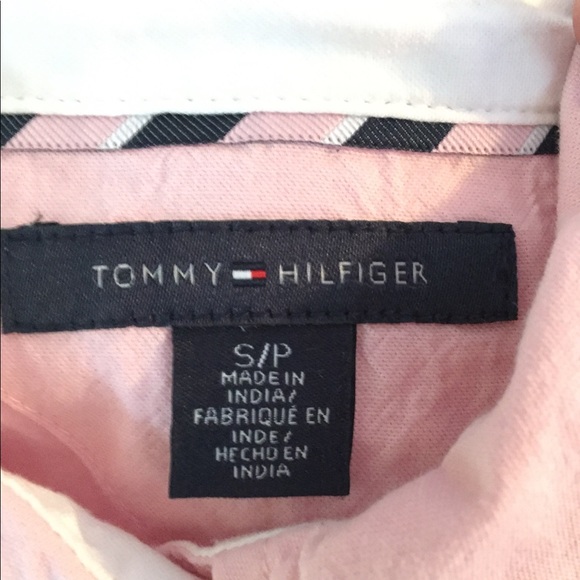 TOMMY HILFIGER
S/P
MADE IN
INDIA/
FABRIQUÉ EN
INDE/
HECHO EN
INDIA